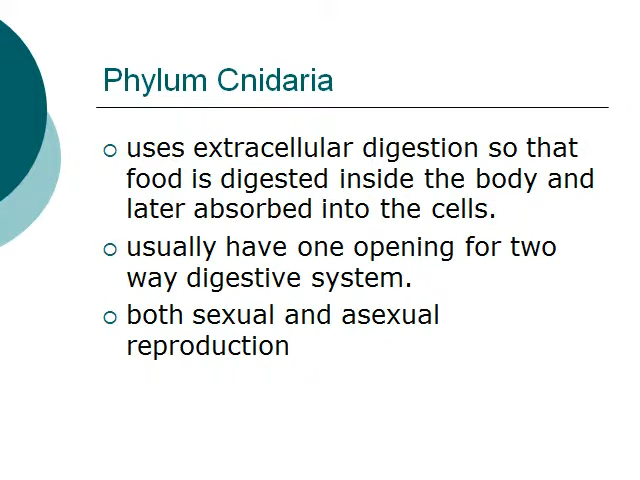 Phylum Cnidaria
uses extracellular digestion so that
food is digested inside the body and
later absorbed into the cells.
usually have one opening for two
way digestive system.
both sexual and asexual
reproduction